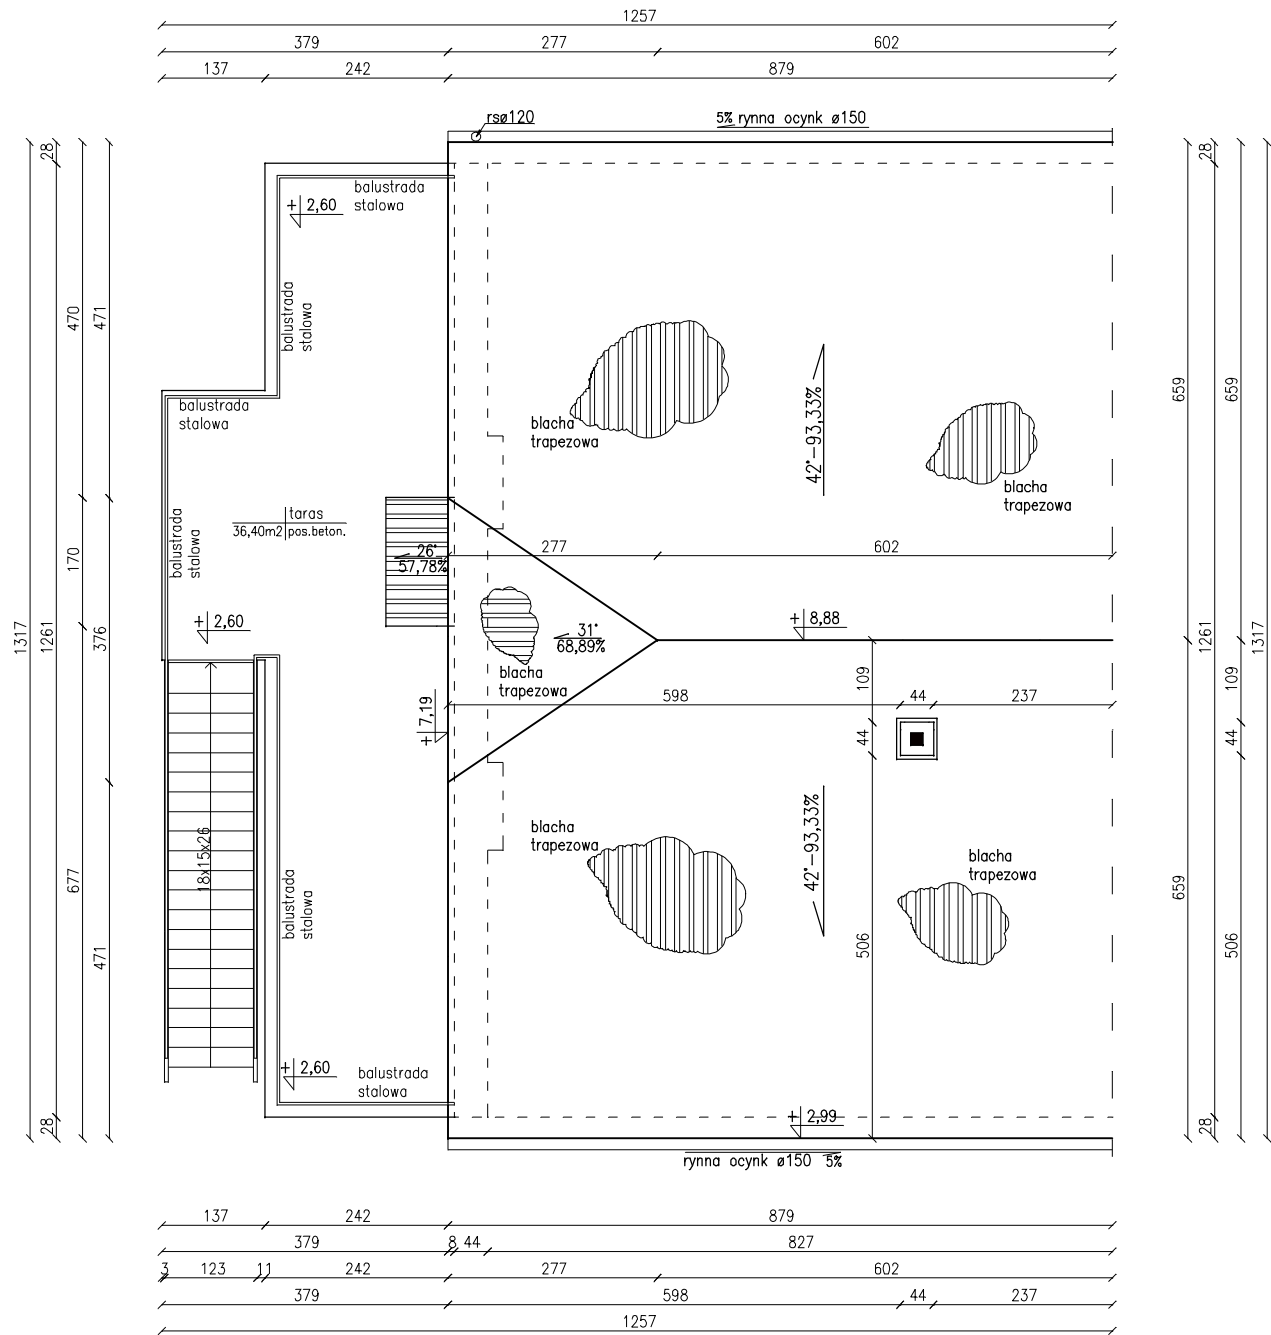 1257
379 277 602
137 242 879
rsø120
5% rynna ocynk ø150
28
28
balustrada
stalowa
+ 2,60
balustrada
stalowa
470
471
659
659
42°-93,33%
balustrada
stalowa
blacha
trapezowa
blacha
trapezowa
taras
36,40m2 pos.beton.
balustrada
stalowa
26°
57,78%
277
602
170
+ 2,60
+ 8,88
31°
68,89%
1317
1261
376
1261
1317
blacha
trapezowa
109
109
598
44
237
+ 7,19
44
44
18x15x26
42°-93,33%
blacha
trapezowa
blacha
trapezowa
677
balustrada
stalowa
659
471
506
506
+ 2,60
balustrada
stalowa
+ 2,99
28
28
rynna ocynk ø150 5%
137 242 879
379 8 44 827
3 123 11 242 277 602
379 598 44 237
1257